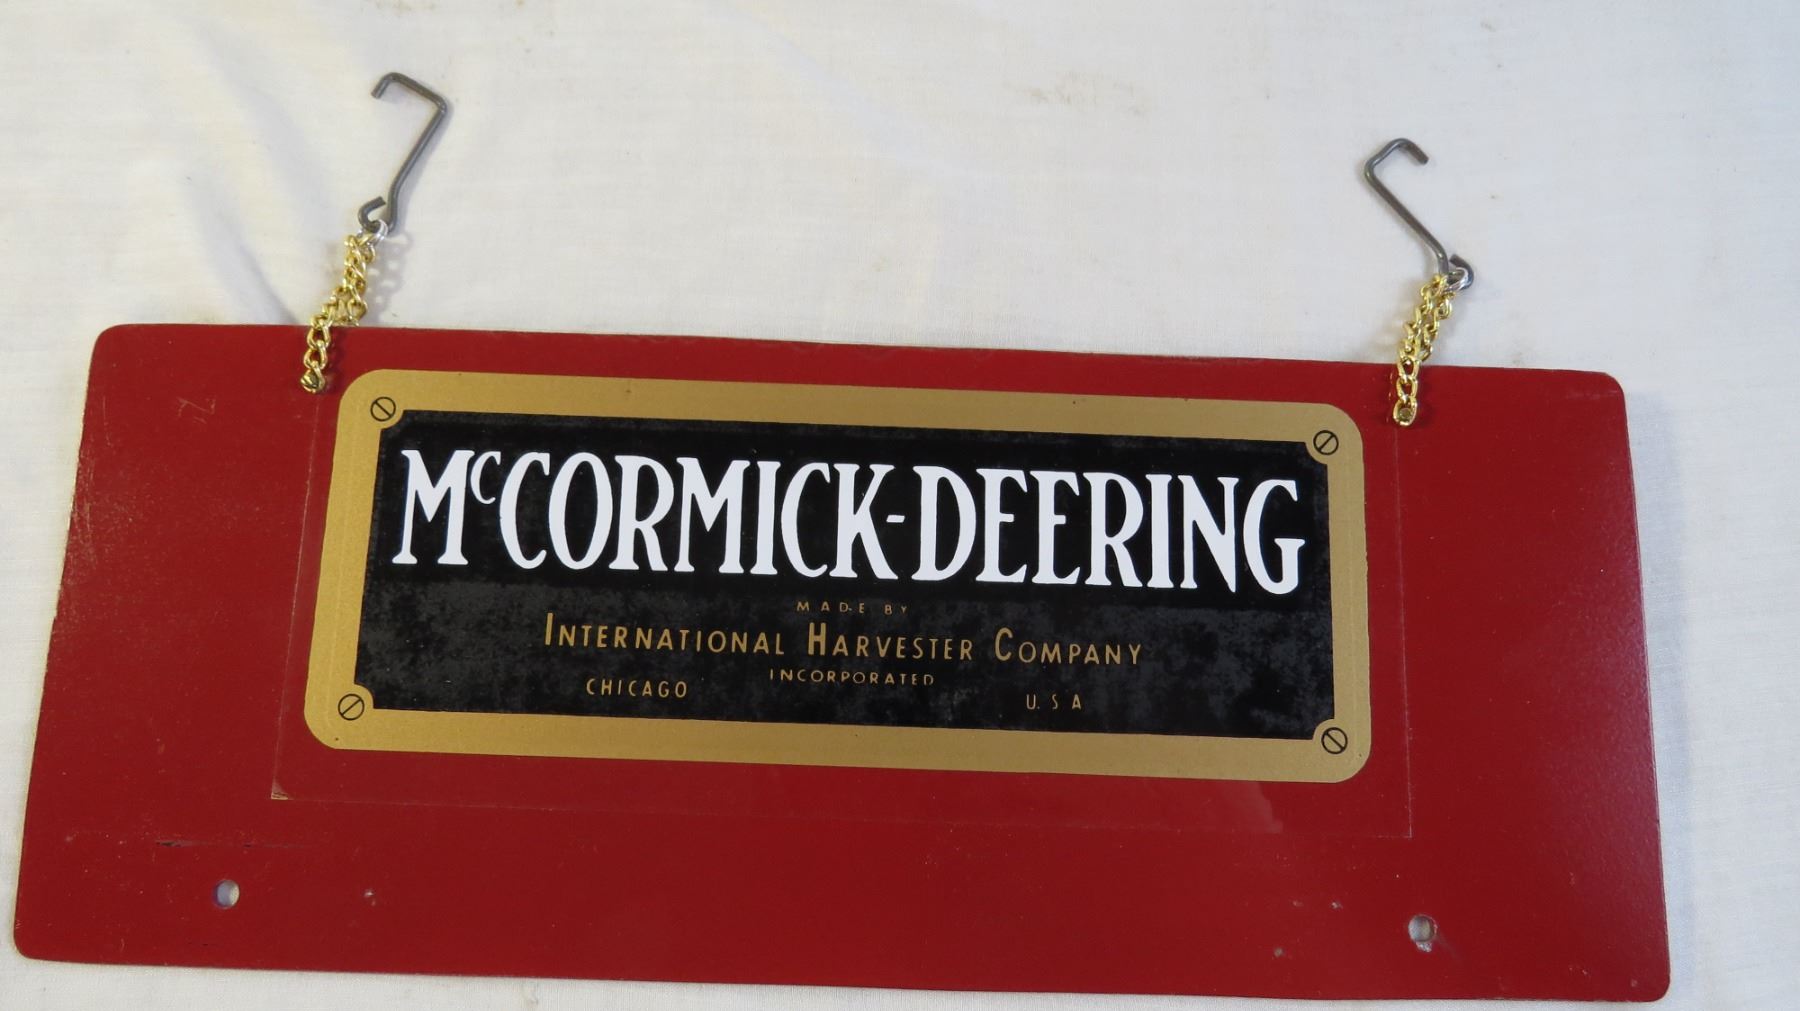 McCORMICK-DEERING
MADE BY
INTERNATIONAL HARVESTER COMPANY
INCORPORATED
CHICAGO U.S A